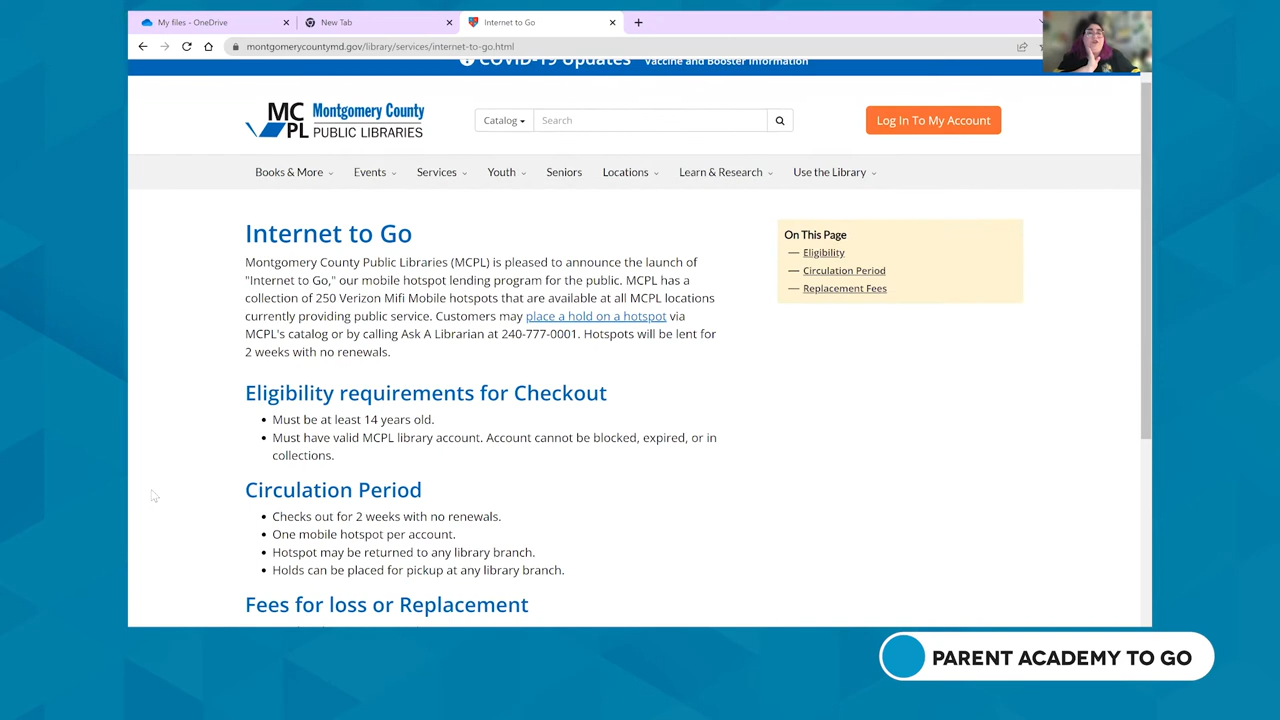 My files - OneDrive
New Tab
Internet to Go
montgomerycountymd.gov/library/services/internet-to-go.html
COVID-19 Updates Vaccine and Booster Information
MC
PL
Montgomery County
PUBLIC LIBRARIES
Catalog
Search
Log In To My Account
Books & More
Events
Services
Youth
Seniors
Locations
Learn & Research
Use the Library
Internet to Go
Montgomery County Public Libraries (MCPL) is pleased to announce the launch of
"Internet to Go," our mobile hotspot lending program for the public. MCPL has a
collection of 250 Verizon Mifi Mobile hotspots that are available at all MCPL locations
currently providing public service. Customers may place a hold on a hotspot via
MCPL's catalog or by calling Ask A Librarian at 240-777-0001. Hotspots will be lent for
2 weeks with no renewals.
On This Page
— Eligibility
— Circulation Period
— Replacement Fees
Eligibility requirements for Checkout
• Must be at least 14 years old.
• Must have valid MCPL library account. Account cannot be blocked, expired, or in
collections.
Circulation Period
• Checks out for 2 weeks with no renewals.
• One mobile hotspot per account.
• Hotspot may be returned to any library branch.
• Holds can be placed for pickup at any library branch.
Fees for loss or Replacement
PARENT ACADEMY TO GO